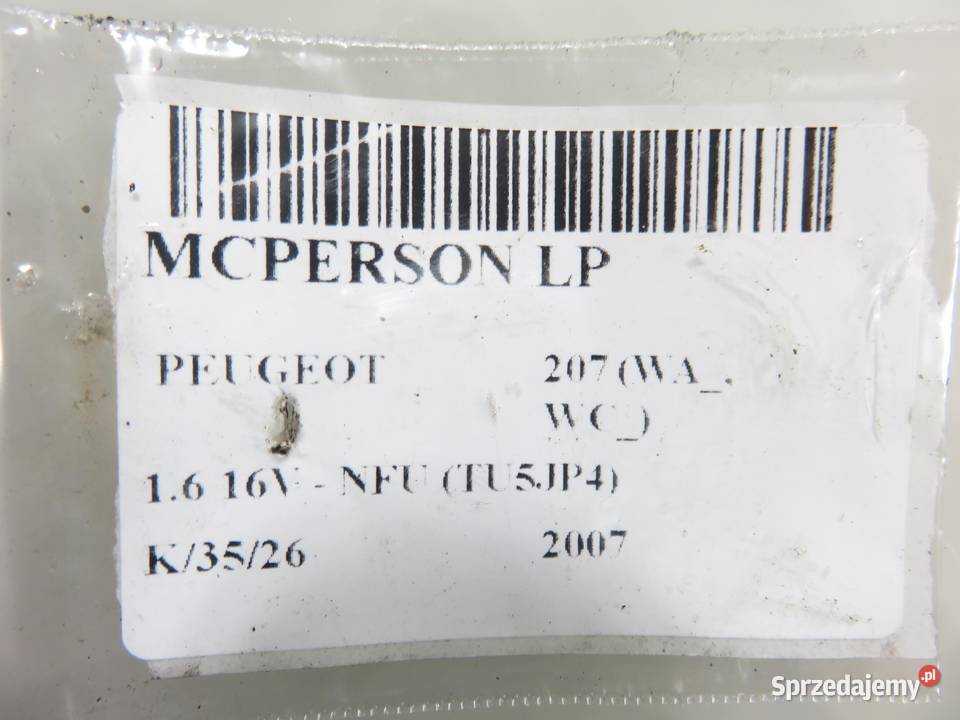 MCPERSON LP
PEUGEOT 207 (WA_,
WC_)
1.6 16V - NFU (TU5JP4)
K/35/26 2007
Sprzedajemy.pl